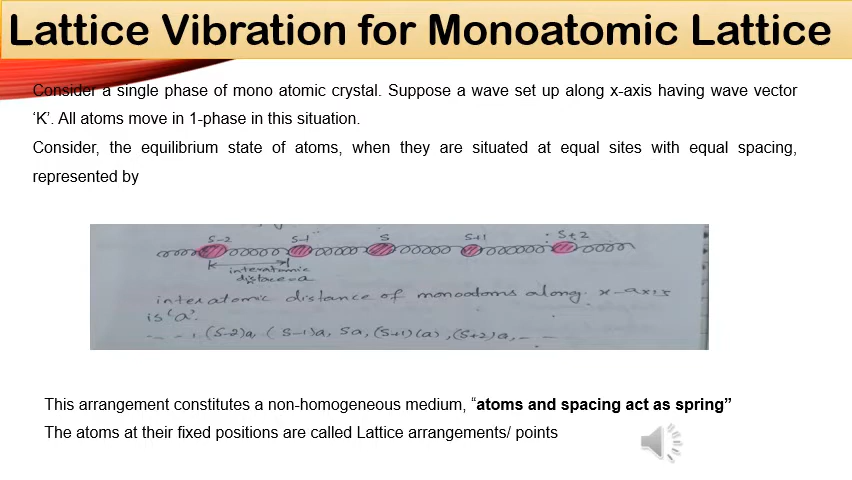 Lattice Vibration for Monoatomic Lattice
Consider a single phase of mono atomic crystal. Suppose a wave set up along x-axis having wave vector
‘K’. All atoms move in 1-phase in this situation.
Consider, the equilibrium state of atoms, when they are situated at equal sites with equal spacing,
represented by
S-2 S-1 S S+1 S+2
interatomic
distace=a
interatomic distance of monoatoms along x-axis
is 'a'.
- - - , (S-2)a, (S-1)a, Sa, (S+1)(a), (S+2)a, - -
This arrangement constitutes a non-homogeneous medium, “atoms and spacing act as spring”
The atoms at their fixed positions are called Lattice arrangements/ points